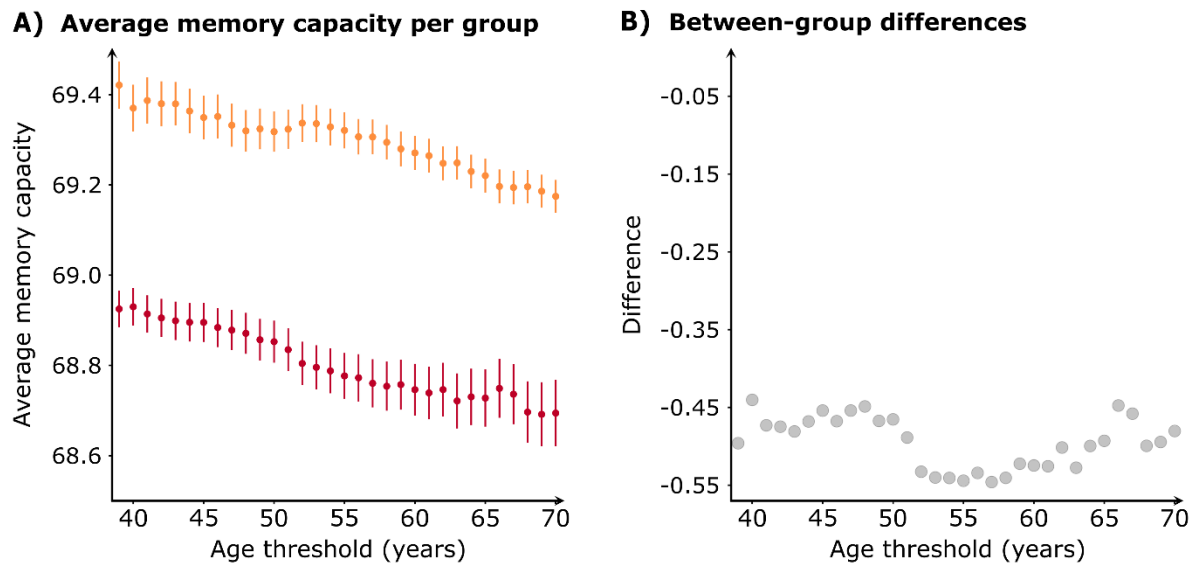 A) Average memory capacity per group
69.4
69.2
69.0
68.8
68.6
Average memory capacity
40 45 50 55 60 65 70
Age threshold (years)
B) Between-group differences
-0.05
-0.15
-0.25
-0.35
-0.45
-0.55
Difference
40 45 50 55 60 65 70
Age threshold (years)